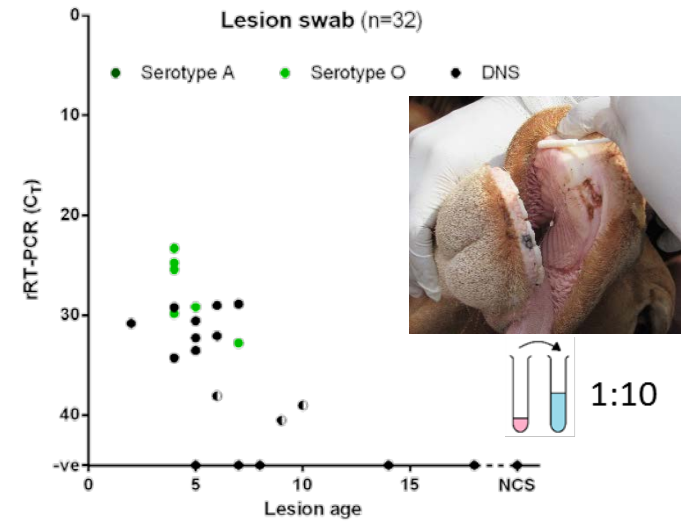 Lesion swab (n=32)
Serotype A
Serotype O
DNS
rRT-PCR (CT)
0
10
20
30
40
-ve
0
5
10
15
NCS
Lesion age
1:10